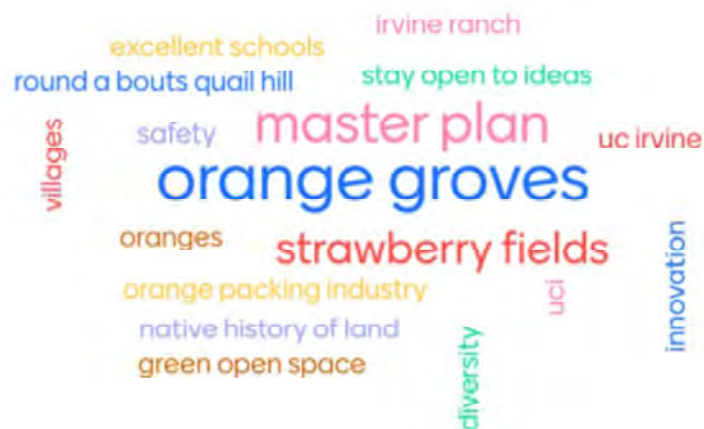 irvine ranch
excellent schools
round a bouts quail hill
stay open to ideas
villages
safety
master plan
uc irvine
orange groves
oranges
strawberry fields
innovation
orange packing industry
uci
native history of land
green open space
diversity